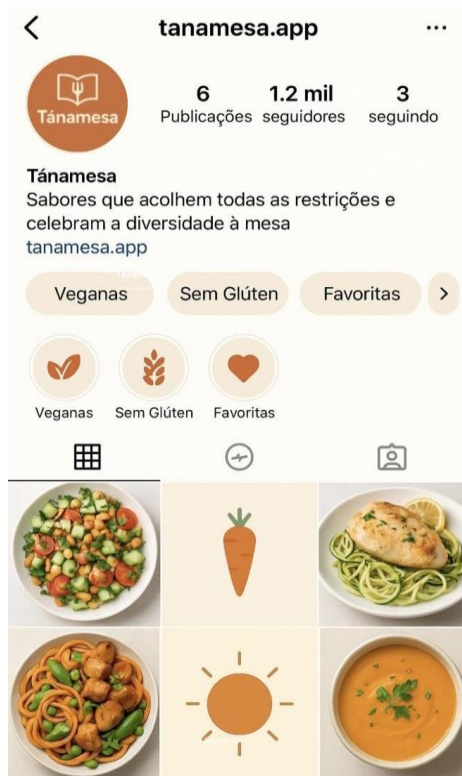 tanamesa.app
Tánamesa
6 1.2 mil 3
Publicações seguidores seguindo
Tánamesa
Sabores que acolhem todas as restrições e
celebram a diversidade à mesa
tanamesa.app
Veganas Sem Glúten Favoritas
Veganas Sem Glúten Favoritas